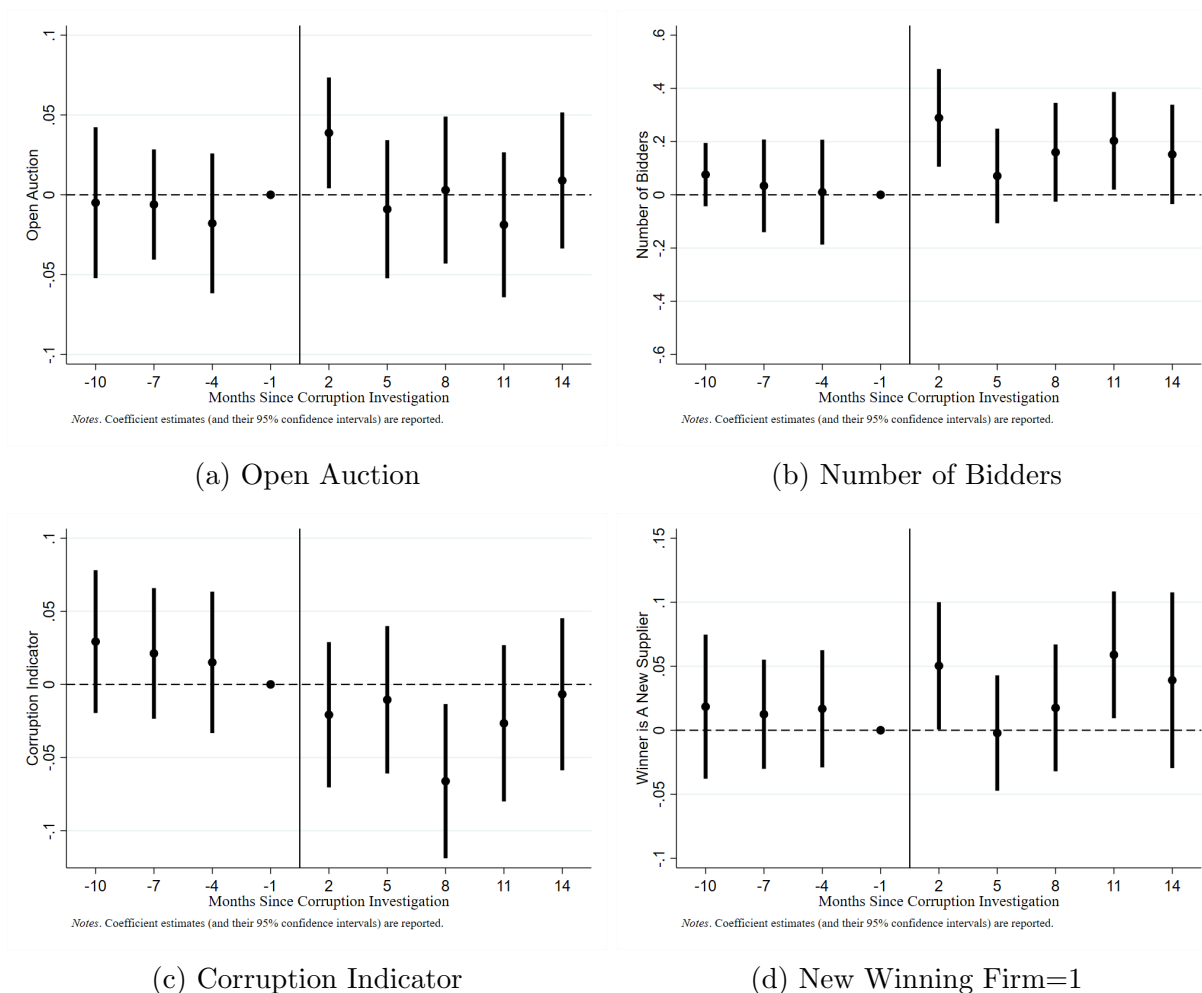 Open Auction
.1
.05
0
-.05
-.1
-10 -7 -4 -1 2 5 8 11 14
Months Since Corruption Investigation
Notes. Coefficient estimates (and their 95% confidence intervals) are reported.
(a) Open Auction
Number of Bidders
.6
.4
.2
0
-.2
-.4
-.6
-10 -7 -4 -1 2 5 8 11 14
Months Since Corruption Investigation
Notes. Coefficient estimates (and their 95% confidence intervals) are reported.
(b) Number of Bidders
Corruption Indicator
.1
.05
0
-.05
-.1
-10 -7 -4 -1 2 5 8 11 14
Months Since Corruption Investigation
Notes. Coefficient estimates (and their 95% confidence intervals) are reported.
(c) Corruption Indicator
Winner is A New Supplier
.15
.1
.05
0
-.05
-.1
-10 -7 -4 -1 2 5 8 11 14
Months Since Corruption Investigation
Notes. Coefficient estimates (and their 95% confidence intervals) are reported.
(d) New Winning Firm=1